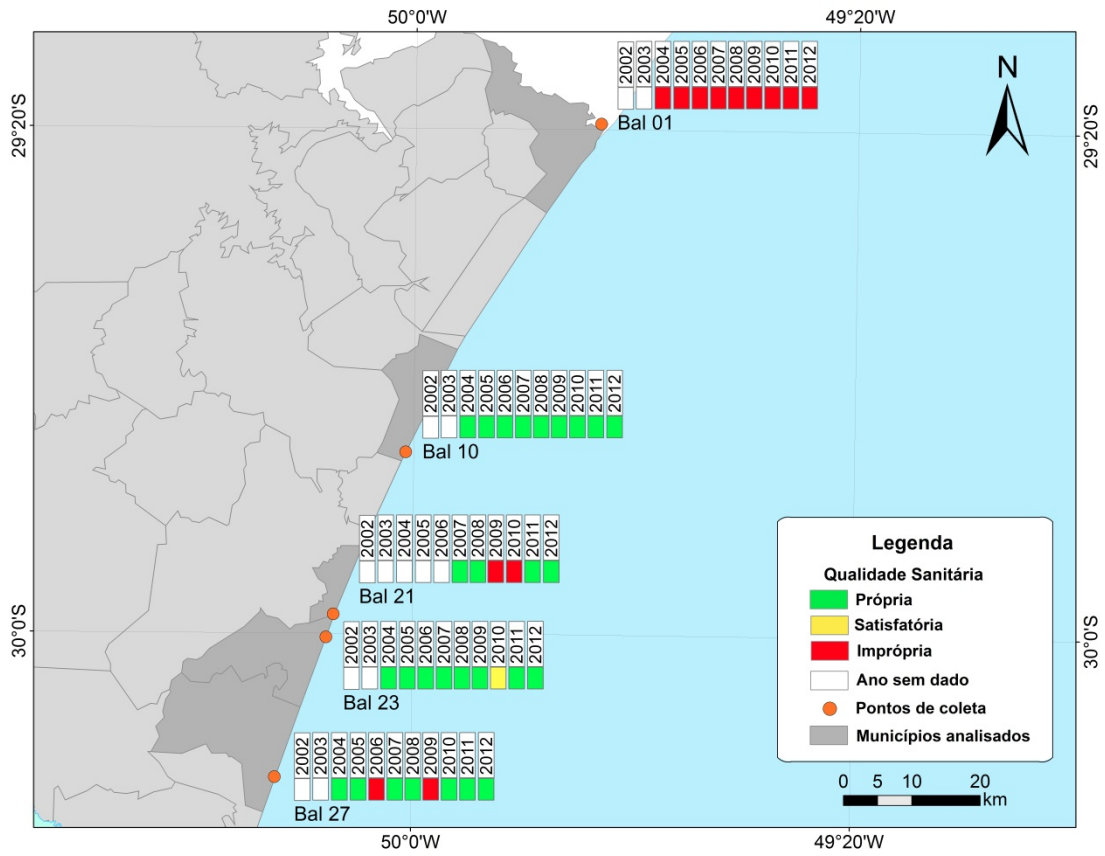 50°0'W
49°20'W
29°20'S
29°20'S
2002 2003 2004 2005 2006 2007 2008 2009 2010 2011 2012
Bal 01
N
2002 2003 2004 2005 2006 2007 2008 2009 2010 2011 2012
Bal 10
2002 2003 2004 2005 2006 2007 2008 2009 2010 2011 2012
Bal 21
2002 2003 2004 2005 2006 2007 2008 2009 2010 2011 2012
Bal 23
2002 2003 2004 2005 2006 2007 2008 2009 2010 2011 2012
Bal 27
30°0'S
30°0'S
Legenda
Qualidade Sanitária
Própria
Satisfatória
Imprópria
Ano sem dado
Pontos de coleta
Municípios analisados
0 5 10 20
km
50°0'W
49°20'W